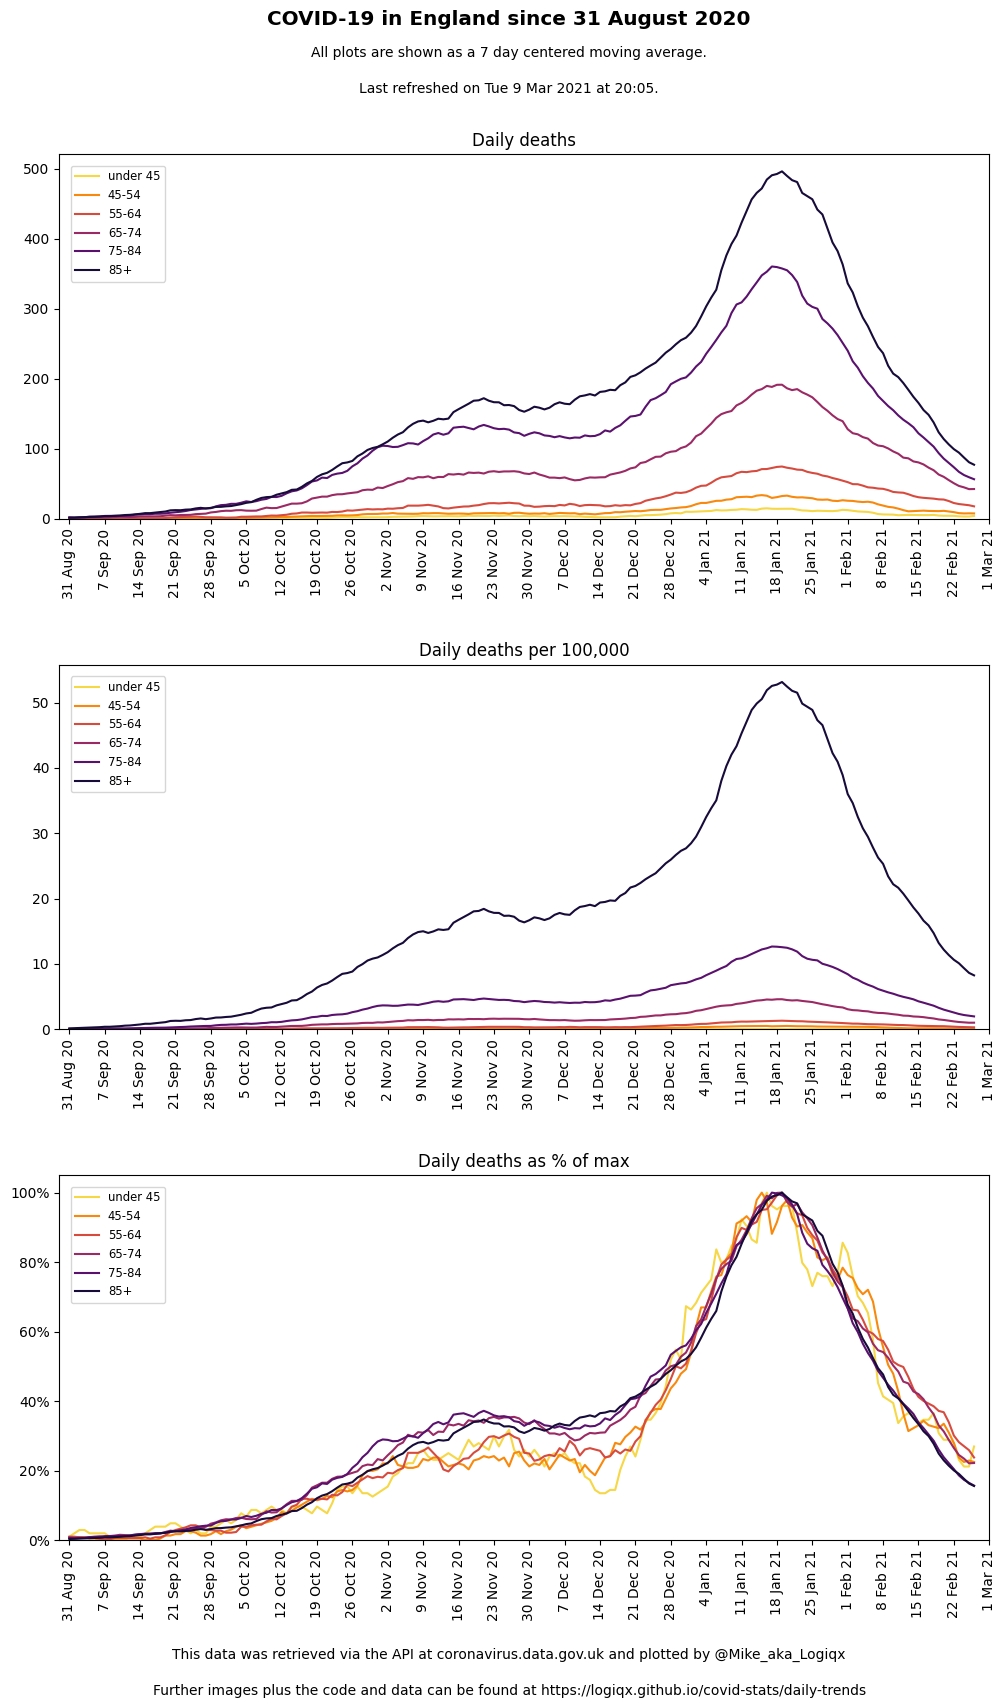 COVID-19 in England since 31 August 2020
All plots are shown as a 7 day centered moving average.
Last refreshed on Tue 9 Mar 2021 at 20:05.
Daily deaths
500
400
300
200
100
0
under 45
45-54
55-64
65-74
75-84
85+
31 Aug 20
7 Sep 20
14 Sep 20
21 Sep 20
28 Sep 20
5 Oct 20
12 Oct 20
19 Oct 20
26 Oct 20
2 Nov 20
9 Nov 20
16 Nov 20
23 Nov 20
30 Nov 20
7 Dec 20
14 Dec 20
21 Dec 20
28 Dec 20
4 Jan 21
11 Jan 21
18 Jan 21
25 Jan 21
1 Feb 21
8 Feb 21
15 Feb 21
22 Feb 21
1 Mar 21
Daily deaths per 100,000
50
40
30
20
10
0
under 45
45-54
55-64
65-74
75-84
85+
31 Aug 20
7 Sep 20
14 Sep 20
21 Sep 20
28 Sep 20
5 Oct 20
12 Oct 20
19 Oct 20
26 Oct 20
2 Nov 20
9 Nov 20
16 Nov 20
23 Nov 20
30 Nov 20
7 Dec 20
14 Dec 20
21 Dec 20
28 Dec 20
4 Jan 21
11 Jan 21
18 Jan 21
25 Jan 21
1 Feb 21
8 Feb 21
15 Feb 21
22 Feb 21
1 Mar 21
Daily deaths as % of max
100%
80%
60%
40%
20%
0%
under 45
45-54
55-64
65-74
75-84
85+
31 Aug 20
7 Sep 20
14 Sep 20
21 Sep 20
28 Sep 20
5 Oct 20
12 Oct 20
19 Oct 20
26 Oct 20
2 Nov 20
9 Nov 20
16 Nov 20
23 Nov 20
30 Nov 20
7 Dec 20
14 Dec 20
21 Dec 20
28 Dec 20
4 Jan 21
11 Jan 21
18 Jan 21
25 Jan 21
1 Feb 21
8 Feb 21
15 Feb 21
22 Feb 21
1 Mar 21
This data was retrieved via the API at coronavirus.data.gov.uk and plotted by @Mike_aka_Logiqx
Further images plus the code and data can be found at https://logiqx.github.io/covid-stats/daily-trends